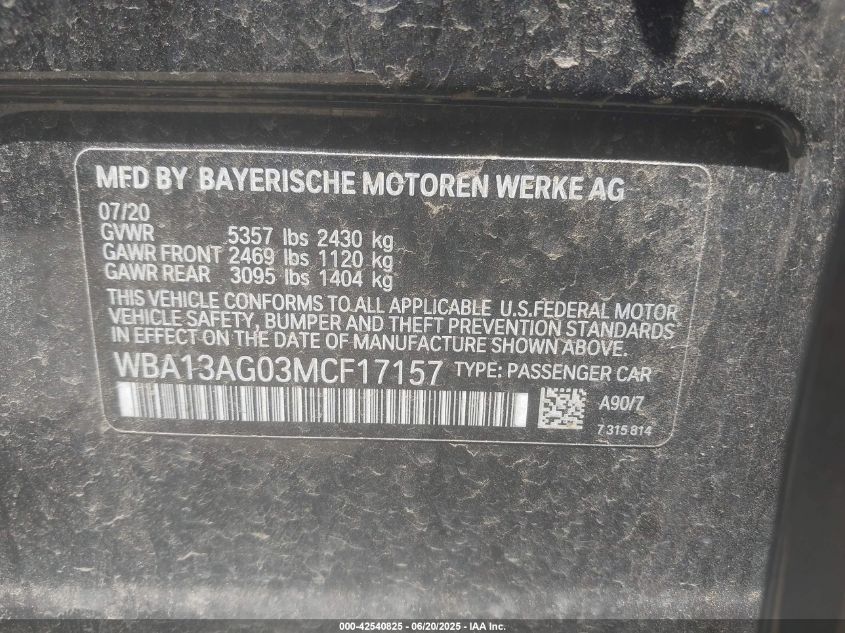 MFD BY BAYERISCHE MOTOREN WERKE AG
07/20
GVWR 5357 lbs 2430 kg
GAWR FRONT 2469 lbs 1120 kg
GAWR REAR 3095 lbs 1404 kg
THIS VEHICLE CONFORMS TO ALL APPLICABLE U.S.FEDERAL MOTOR
VEHICLE SAFETY, BUMPER AND THEFT PREVENTION STANDARDS
IN EFFECT ON THE DATE OF MANUFACTURE SHOWN ABOVE.
WBA13AG03MCF17157 TYPE: PASSENGER CAR
A90/7
7 315 814
000-42540825 - 06/20/2025 - IAA Inc.